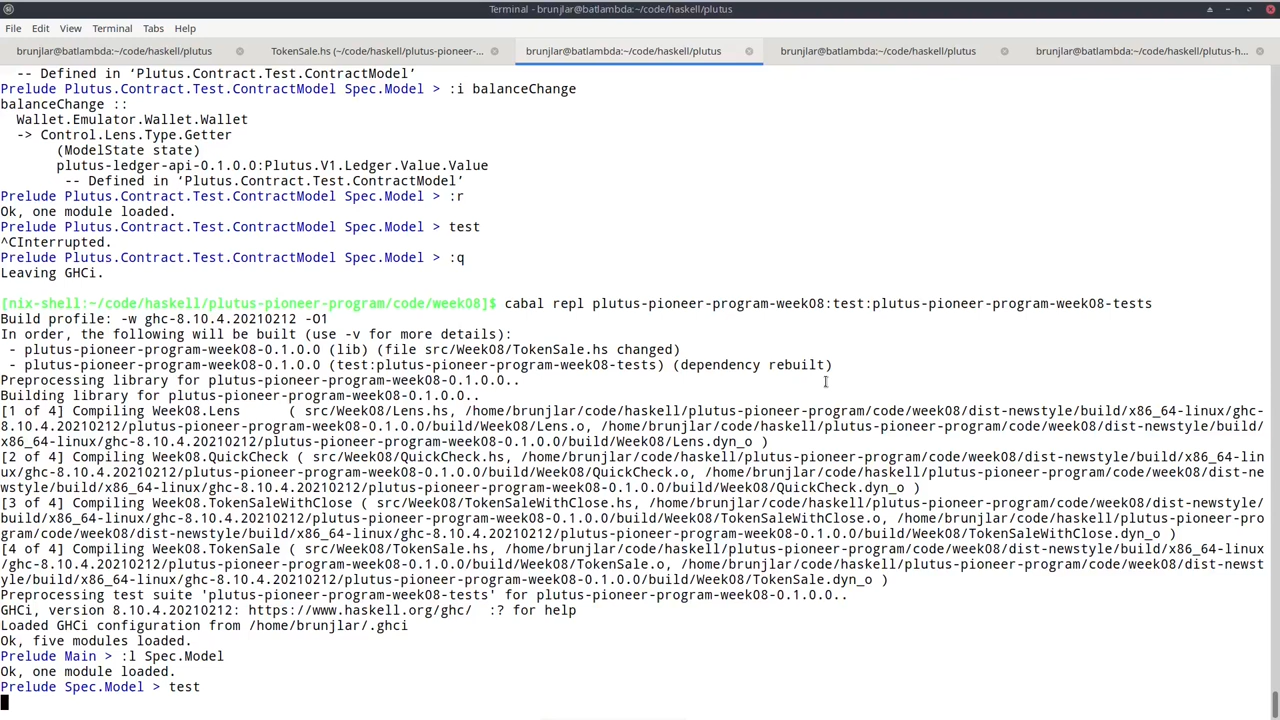 Terminal - brunjlar@batlambda:~/code/haskell/plutus
File Edit View Terminal Tabs Help
brunjlar@batlambda:~/code/haskell/plutus TokenSale.hs (~/code/haskell/plutus-pioneer-... brunjlar@batlambda:~/code/haskell/plutus brunjlar@batlambda:~/code/haskell/plutus brunjlar@batlambda:~/code/haskell/plutus-h...
-- Defined in ‘Plutus.Contract.Test.ContractModel’
Prelude Plutus.Contract.Test.ContractModel Spec.Model > :i balanceChange
balanceChange ::
Wallet.Emulator.Wallet.Wallet
-> Control.Lens.Type.Getter
(ModelState state)
plutus-ledger-api-0.1.0.0:Plutus.V1.Ledger.Value.Value
-- Defined in ‘Plutus.Contract.Test.ContractModel’
Prelude Plutus.Contract.Test.ContractModel Spec.Model > :r
Ok, one module loaded.
Prelude Plutus.Contract.Test.ContractModel Spec.Model > test
^CInterrupted.
Prelude Plutus.Contract.Test.ContractModel Spec.Model > :q
Leaving GHCi.
[nix-shell:~/code/haskell/plutus-pioneer-program/code/week08]$ cabal repl plutus-pioneer-program-week08:test:plutus-pioneer-program-week08-tests
Build profile: -w ghc-8.10.4.20210212 -O1
In order, the following will be built (use -v for more details):
- plutus-pioneer-program-week08-0.1.0.0 (lib) (file src/Week08/TokenSale.hs changed)
- plutus-pioneer-program-week08-0.1.0.0 (test:plutus-pioneer-program-week08-tests) (dependency rebuilt)
Preprocessing library for plutus-pioneer-program-week08-0.1.0.0..
Building library for plutus-pioneer-program-week08-0.1.0.0..
[1 of 4] Compiling Week08.Lens      ( src/Week08/Lens.hs, /home/brunjlar/code/haskell/plutus-pioneer-program/code/week08/dist-newstyle/build/x86_64-linux/ghc-
8.10.4.20210212/plutus-pioneer-program-week08-0.1.0.0/build/Week08/Lens.o, /home/brunjlar/code/haskell/plutus-pioneer-program/code/week08/dist-newstyle/build/
x86_64-linux/ghc-8.10.4.20210212/plutus-pioneer-program-week08-0.1.0.0/build/Week08/Lens.dyn_o )
[2 of 4] Compiling Week08.QuickCheck ( src/Week08/QuickCheck.hs, /home/brunjlar/code/haskell/plutus-pioneer-program/code/week08/dist-newstyle/build/x86_64-lin
ux/ghc-8.10.4.20210212/plutus-pioneer-program-week08-0.1.0.0/build/Week08/QuickCheck.o, /home/brunjlar/code/haskell/plutus-pioneer-program/code/week08/dist-ne
wstyle/build/x86_64-linux/ghc-8.10.4.20210212/plutus-pioneer-program-week08-0.1.0.0/build/Week08/QuickCheck.dyn_o )
[3 of 4] Compiling Week08.TokenSaleWithClose ( src/Week08/TokenSaleWithClose.hs, /home/brunjlar/code/haskell/plutus-pioneer-program/code/week08/dist-newstyle/
build/x86_64-linux/ghc-8.10.4.20210212/plutus-pioneer-program-week08-0.1.0.0/build/Week08/TokenSaleWithClose.o, /home/brunjlar/code/haskell/plutus-pioneer-pro
gram/code/week08/dist-newstyle/build/x86_64-linux/ghc-8.10.4.20210212/plutus-pioneer-program-week08-0.1.0.0/build/Week08/TokenSaleWithClose.dyn_o )
[4 of 4] Compiling Week08.TokenSale ( src/Week08/TokenSale.hs, /home/brunjlar/code/haskell/plutus-pioneer-program/code/week08/dist-newstyle/build/x86_64-linux
/ghc-8.10.4.20210212/plutus-pioneer-program-week08-0.1.0.0/build/Week08/TokenSale.o, /home/brunjlar/code/haskell/plutus-pioneer-program/code/week08/dist-newst
yle/build/x86_64-linux/ghc-8.10.4.20210212/plutus-pioneer-program-week08-0.1.0.0/build/Week08/TokenSale.dyn_o )
Preprocessing test suite 'plutus-pioneer-program-week08-tests' for plutus-pioneer-program-week08-0.1.0.0..
GHCi, version 8.10.4.20210212: https://www.haskell.org/ghc/  :? for help
Loaded GHCi configuration from /home/brunjlar/.ghci
Ok, five modules loaded.
Prelude Main > :l Spec.Model
Ok, one module loaded.
Prelude Spec.Model > test